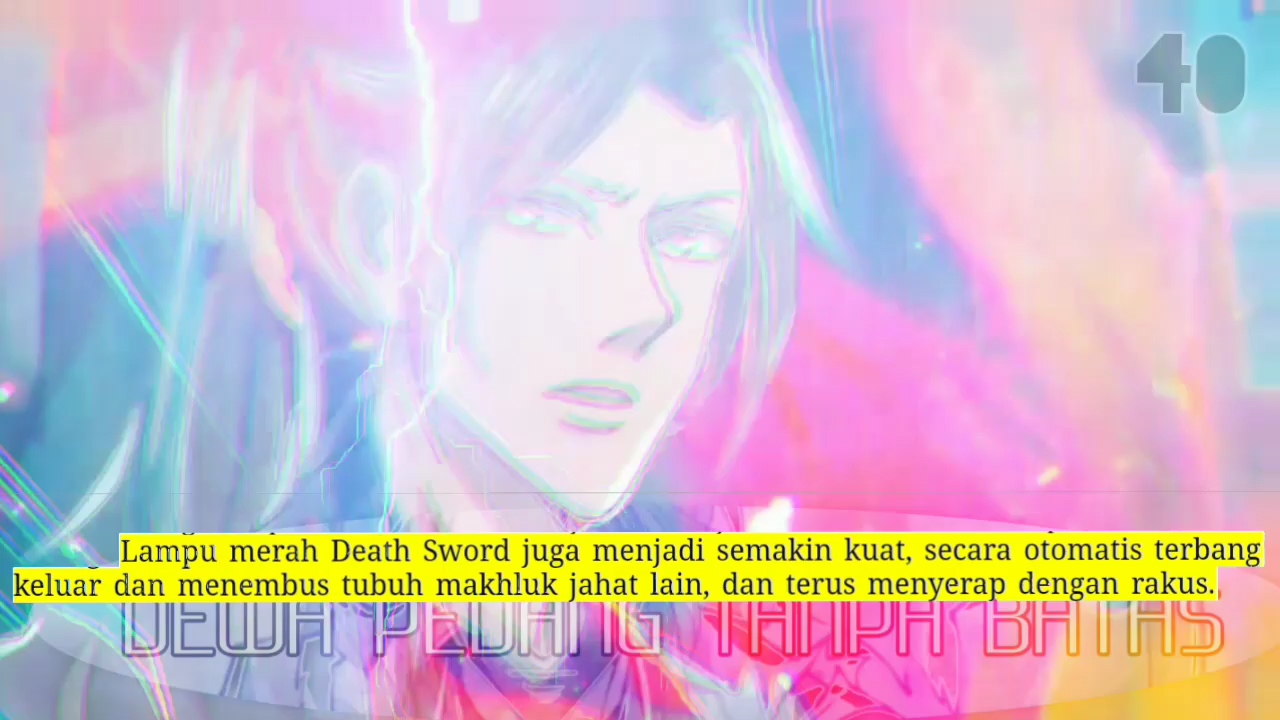 40
Lampu merah Death Sword juga menjadi semakin kuat, secara otomatis terbang
keluar dan menembus tubuh makhluk jahat lain, dan terus menyerap dengan rakus.
DEWA PEDANG TANPA BATAS